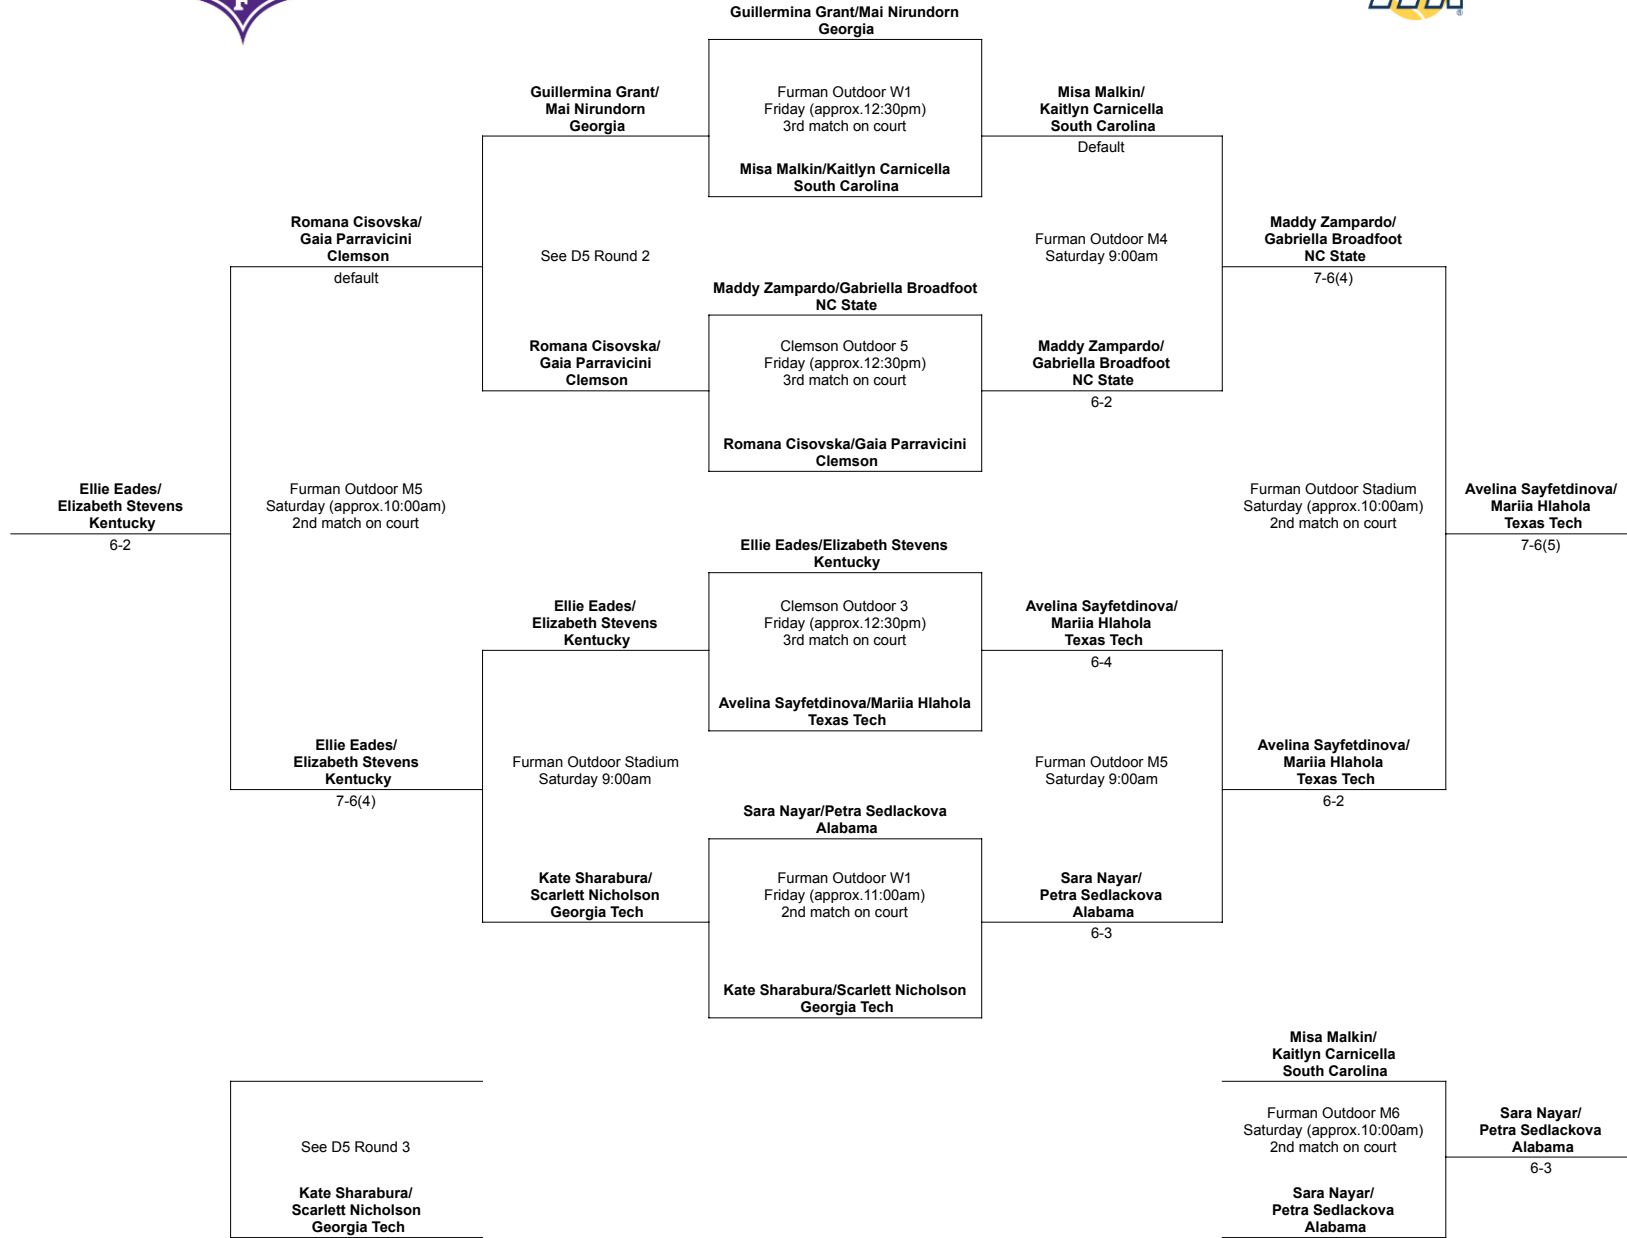 F
Guillermina Grant/Mai Nirundorn
Georgia
Guillermina Grant/
Mai Nirundorn
Georgia
Furman Outdoor W1
Friday (approx.12:30pm)
3rd match on court
Misa Malkin/
Kaitlyn Carnicella
South Carolina
Default
Misa Malkin/Kaitlyn Carnicella
South Carolina
Romana Cisovska/
Gaia Parravicini
Clemson
default
See D5 Round 2
Furman Outdoor M4
Saturday 9:00am
Maddy Zampardo/
Gabriella Broadfoot
NC State
7-6(4)
Maddy Zampardo/Gabriella Broadfoot
NC State
Romana Cisovska/
Gaia Parravicini
Clemson
Clemson Outdoor 5
Friday (approx.12:30pm)
3rd match on court
Maddy Zampardo/
Gabriella Broadfoot
NC State
6-2
Romana Cisovska/Gaia Parravicini
Clemson
Ellie Eades/
Elizabeth Stevens
Kentucky
6-2
Furman Outdoor M5
Saturday (approx.10:00am)
2nd match on court
Furman Outdoor Stadium
Saturday (approx.10:00am)
2nd match on court
Avelina Sayfetdinova/
Mariia Hlahola
Texas Tech
7-6(5)
Ellie Eades/Elizabeth Stevens
Kentucky
Ellie Eades/
Elizabeth Stevens
Kentucky
Clemson Outdoor 3
Friday (approx.12:30pm)
3rd match on court
Avelina Sayfetdinova/
Mariia Hlahola
Texas Tech
6-4
Avelina Sayfetdinova/Mariia Hlahola
Texas Tech
Ellie Eades/
Elizabeth Stevens
Kentucky
7-6(4)
Furman Outdoor Stadium
Saturday 9:00am
Furman Outdoor M5
Saturday 9:00am
Avelina Sayfetdinova/
Mariia Hlahola
Texas Tech
6-2
Sara Nayar/Petra Sedlackova
Alabama
Kate Sharabura/
Scarlett Nicholson
Georgia Tech
Furman Outdoor W1
Friday (approx.11:00am)
2nd match on court
Sara Nayar/
Petra Sedlackova
Alabama
6-3
Kate Sharabura/Scarlett Nicholson
Georgia Tech
Misa Malkin/
Kaitlyn Carnicella
South Carolina
See D5 Round 3
Furman Outdoor M6
Saturday (approx.10:00am)
2nd match on court
Sara Nayar/
Petra Sedlackova
Alabama
6-3
Kate Sharabura/
Scarlett Nicholson
Georgia Tech
Sara Nayar/
Petra Sedlackova
Alabama